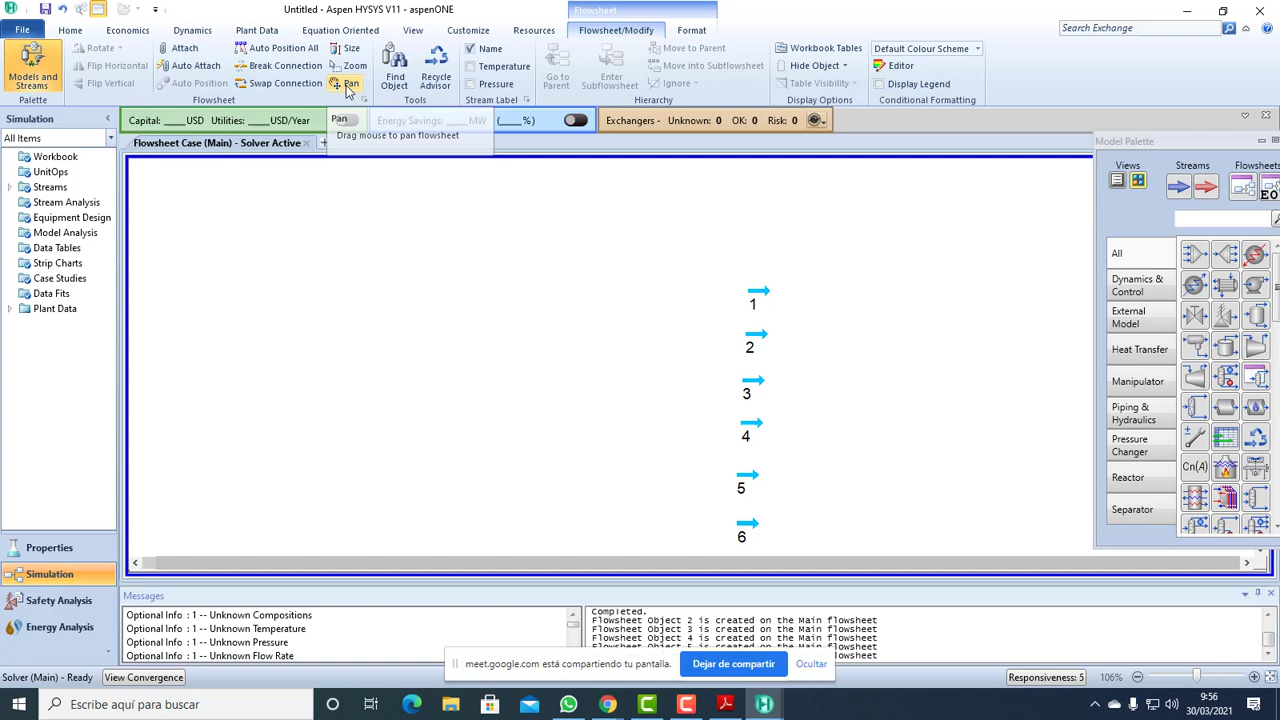 Untitled - Aspen HYSYS V11 - aspenONE
Flowsheet
File
Home
Economics
Dynamics
Plant Data
Equation Oriented
View
Customize
Resources
Flowsheet/Modify
Format
Search Exchange
Models and Streams
Palette
Rotate
Flip Horizontal
Flip Vertical
Attach
Auto Attach
Auto Position
Auto Position All
Break Connection
Swap Connection
Size
Zoom
Pan
Flowsheet
Find Object
Recycle Advisor
Tools
Name
Temperature
Pressure
Stream Label
Go to Parent
Enter Subflowsheet
Move to Parent
Move into Subflowsheet
Ignore
Hierarchy
Workbook Tables
Hide Object
Table Visibility
Display Options
Default Colour Scheme
Editor
Display Legend
Conditional Formatting
Simulation
All Items
Workbook
UnitOps
Streams
Stream Analysis
Equipment Design
Model Analysis
Data Tables
Strip Charts
Case Studies
Data Fits
Plant Data
Properties
Simulation
Safety Analysis
Energy Analysis
Capital: ____USD Utilities: ____USD/Year
Energy Savings: ____MW (____%)
Exchangers - Unknown: 0 OK: 0 Risk: 0
Pan
Drag mouse to pan flowsheet
Flowsheet Case (Main) - Solver Active
+
1
2
3
4
5
6
Model Palette
Views
Streams
Flowsheets
EO
All
Dynamics & Control
External Model
Heat Transfer
Manipulator
Piping & Hydraulics
Pressure Changer
Reactor
Separator
Cn(A)
Messages
Optional Info : 1 -- Unknown Compositions
Optional Info : 1 -- Unknown Temperature
Optional Info : 1 -- Unknown Pressure
Optional Info : 1 -- Unknown Flow Rate
Completed.
Flowsheet Object 2 is created on the Main flowsheet
Flowsheet Object 3 is created on the Main flowsheet
Flowsheet Object 4 is created on the Main flowsheet
meet.google.com está compartiendo tu pantalla.
Dejar de compartir
Ocultar
Solver (Main) - Ready
View Convergence
Responsiveness: 5
106%
Escribe aquí para buscar
9:56
30/03/2021